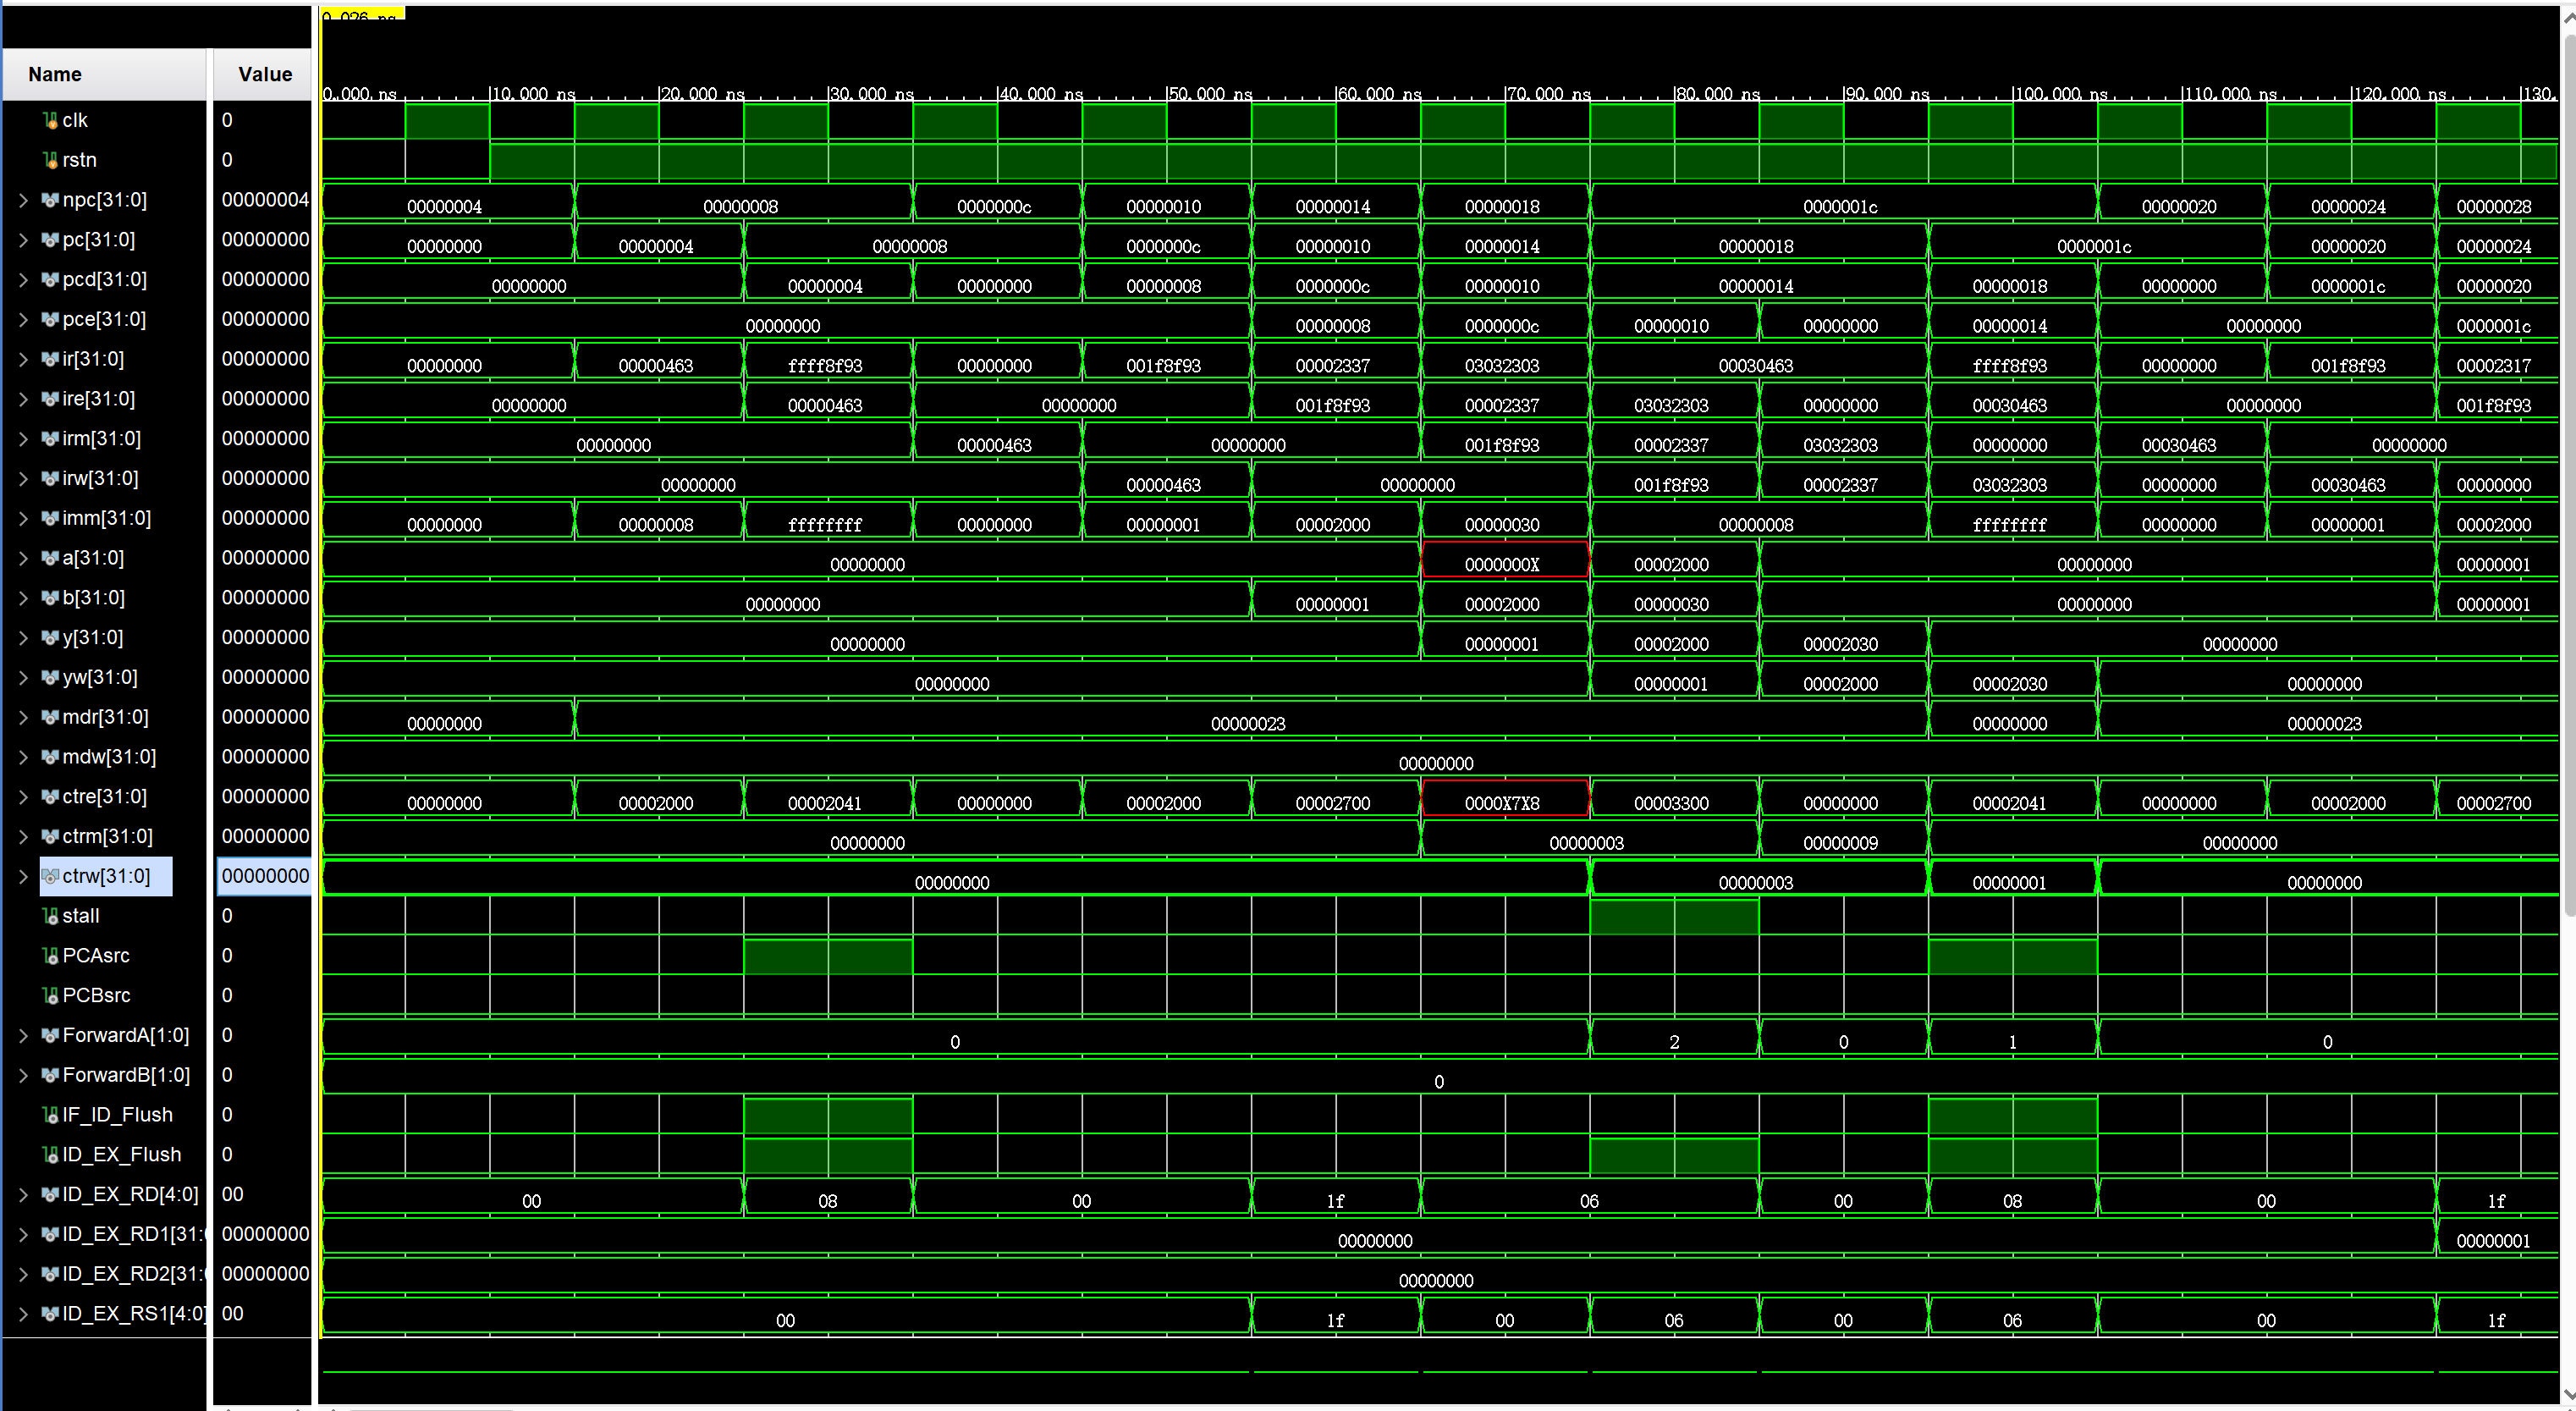 0.026 ns
Name Value
0.000 ns 10.000 ns 20.000 ns 30.000 ns 40.000 ns 50.000 ns 60.000 ns 70.000 ns 80.000 ns 90.000 ns 100.000 ns 110.000 ns 120.000 ns 130.
clk 0
rstn 0
npc[31:0] 00000004 00000004 00000008 0000000c 00000010 00000014 00000018 0000001c 00000020 00000024 00000028
pc[31:0] 00000000 00000000 00000004 00000008 0000000c 00000010 00000014 00000018 0000001c 00000020 00000024
pcd[31:0] 00000000 00000000 00000004 00000000 00000008 0000000c 00000010 00000014 00000018 00000000 0000001c 00000020
pce[31:0] 00000000 00000000 00000008 0000000c 00000010 00000000 00000014 00000000 0000001c
ir[31:0] 00000000 00000000 00000463 ffff8f93 00000000 001f8f93 00002337 03032303 00030463 ffff8f93 00000000 001f8f93 00002317
ire[31:0] 00000000 00000000 00000463 00000000 001f8f93 00002337 03032303 00000000 00030463 00000000 001f8f93
irm[31:0] 00000000 00000000 00000463 00000000 001f8f93 00002337 03032303 00000000 00030463 00000000
irw[31:0] 00000000 00000000 00000463 00000000 001f8f93 00002337 03032303 00000000 00030463 00000000
imm[31:0] 00000000 00000000 00000008 ffffffff 00000000 00000001 00002000 00000030 00000008 ffffffff 00000000 00000001 00002000
a[31:0] 00000000 00000000 0000000X 00002000 00000000 00000001
b[31:0] 00000000 00000000 00000001 00002000 00000030 00000000 00000001
y[31:0] 00000000 00000000 00000001 00002000 00002030 00000000
yw[31:0] 00000000 00000000 00000001 00002000 00002030 00000000
mdr[31:0] 00000000 00000000 00000023 00000000 00000023
mdw[31:0] 00000000 00000000
ctre[31:0] 00000000 00000000 00002000 00002041 00000000 00002000 00002700 0000X7X8 00003300 00000000 00002041 00000000 00002000 00002700
ctrm[31:0] 00000000 00000000 00000003 00000009 00000000
ctrw[31:0] 00000000 00000000 00000003 00000001 00000000
stall 0
PCAsrc 0
PCBsrc 0
ForwardA[1:0] 0 0 2 0 1 0
ForwardB[1:0] 0 0
IF_ID_Flush 0
ID_EX_Flush 0
ID_EX_RD[4:0] 00 00 08 00 1f 06 00 08 00 1f
ID_EX_RD1[31: 00000000 00000000 00000001
ID_EX_RD2[31: 00000000 00000000
ID_EX_RS1[4:0] 00 00 1f 00 06 00 06 00 1f